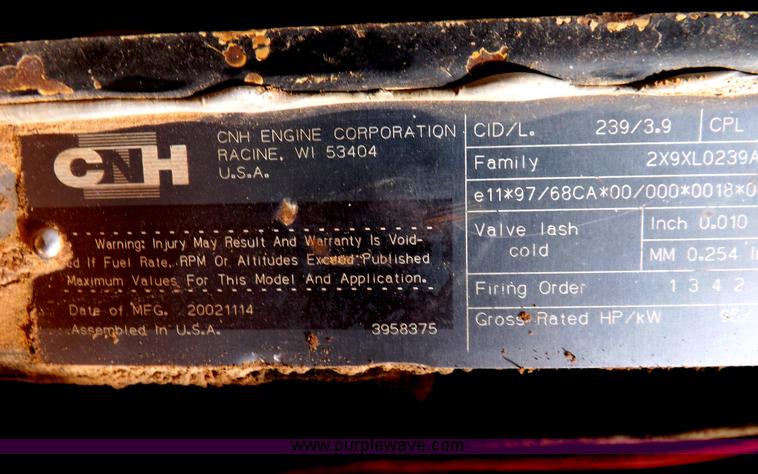 CNH
CNH ENGINE CORPORATION
RACINE, WI 53404
U.S.A.
Warning: Injury May Result And Warranty Is Void-
ed If Fuel Rate, RPM Or Altitudes Exceed Published
Maximum Values For This Model And Application.
Date of MFG. 20021114
Assembled In U.S.A.
3958375
CID/L. 239/3.9 CPL
Family 2X9XL0239A
e11*97/68CA*00/000*0018*0
Valve lash cold
Inch 0.010
MM 0.254
Firing Order 1 3 4 2
Gross Rated HP/kW
www.purplewave.com